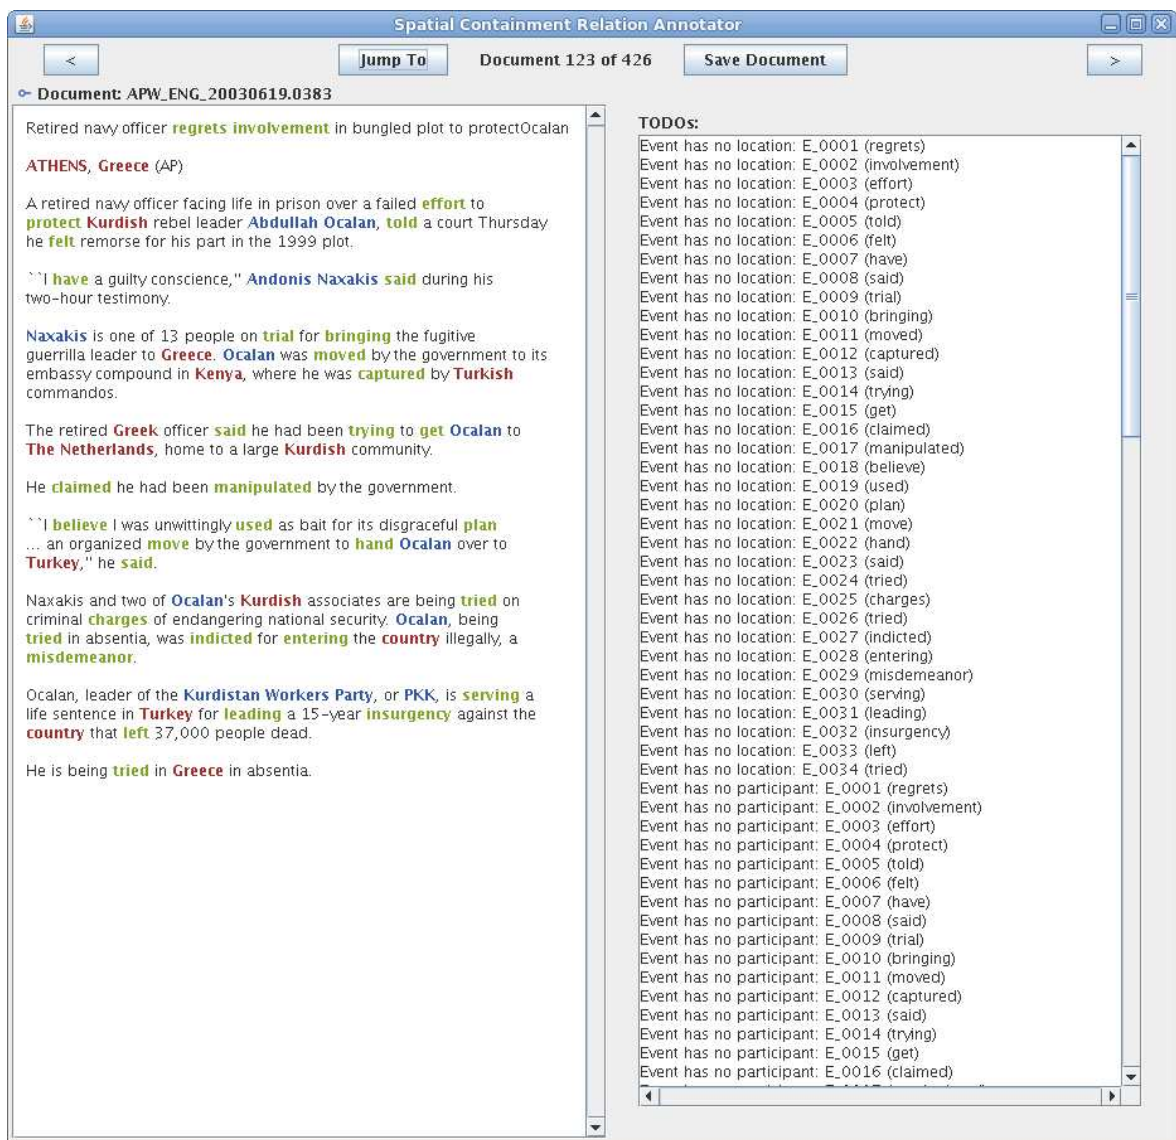 Spatial Containment Relation Annotator
< Jump To Document 123 of 426 Save Document >
Document: APW_ENG_20030619.0383
Retired navy officer regrets involvement in bungled plot to protectOcalan
ATHENS, Greece (AP)
A retired navy officer facing life in prison over a failed effort to
protect Kurdish rebel leader Abdullah Ocalan, told a court Thursday
he felt remorse for his part in the 1999 plot.
``I have a guilty conscience,'' Andonis Naxakis said during his
two-hour testimony.
Naxakis is one of 13 people on trial for bringing the fugitive
guerrilla leader to Greece. Ocalan was moved by the government to its
embassy compound in Kenya, where he was captured by Turkish
commandos.
The retired Greek officer said he had been trying to get Ocalan to
The Netherlands, home to a large Kurdish community.
He claimed he had been manipulated by the government.
``I believe I was unwittingly used as bait for its disgraceful plan
... an organized move by the government to hand Ocalan over to
Turkey,'' he said.
Naxakis and two of Ocalan's Kurdish associates are being tried on
criminal charges of endangering national security. Ocalan, being
tried in absentia, was indicted for entering the country illegally, a
misdemeanor.
Ocalan, leader of the Kurdistan Workers Party, or PKK, is serving a
life sentence in Turkey for leading a 15-year insurgency against the
country that left 37,000 people dead.
He is being tried in Greece in absentia.
TODOs:
Event has no location: E_0001 (regrets)
Event has no location: E_0002 (involvement)
Event has no location: E_0003 (effort)
Event has no location: E_0004 (protect)
Event has no location: E_0005 (told)
Event has no location: E_0006 (felt)
Event has no location: E_0007 (have)
Event has no location: E_0008 (said)
Event has no location: E_0009 (trial)
Event has no location: E_0010 (bringing)
Event has no location: E_0011 (moved)
Event has no location: E_0012 (captured)
Event has no location: E_0013 (said)
Event has no location: E_0014 (trying)
Event has no location: E_0015 (get)
Event has no location: E_0016 (claimed)
Event has no location: E_0017 (manipulated)
Event has no location: E_0018 (believe)
Event has no location: E_0019 (used)
Event has no location: E_0020 (plan)
Event has no location: E_0021 (move)
Event has no location: E_0022 (hand)
Event has no location: E_0023 (said)
Event has no location: E_0024 (tried)
Event has no location: E_0025 (charges)
Event has no location: E_0026 (tried)
Event has no location: E_0027 (indicted)
Event has no location: E_0028 (entering)
Event has no location: E_0029 (misdemeanor)
Event has no location: E_0030 (serving)
Event has no location: E_0031 (leading)
Event has no location: E_0032 (insurgency)
Event has no location: E_0033 (left)
Event has no location: E_0034 (tried)
Event has no participant: E_0001 (regrets)
Event has no participant: E_0002 (involvement)
Event has no participant: E_0003 (effort)
Event has no participant: E_0004 (protect)
Event has no participant: E_0005 (told)
Event has no participant: E_0006 (felt)
Event has no participant: E_0007 (have)
Event has no participant: E_0008 (said)
Event has no participant: E_0009 (trial)
Event has no participant: E_0010 (bringing)
Event has no participant: E_0011 (moved)
Event has no participant: E_0012 (captured)
Event has no participant: E_0013 (said)
Event has no participant: E_0014 (trying)
Event has no participant: E_0015 (get)
Event has no participant: E_0016 (claimed)